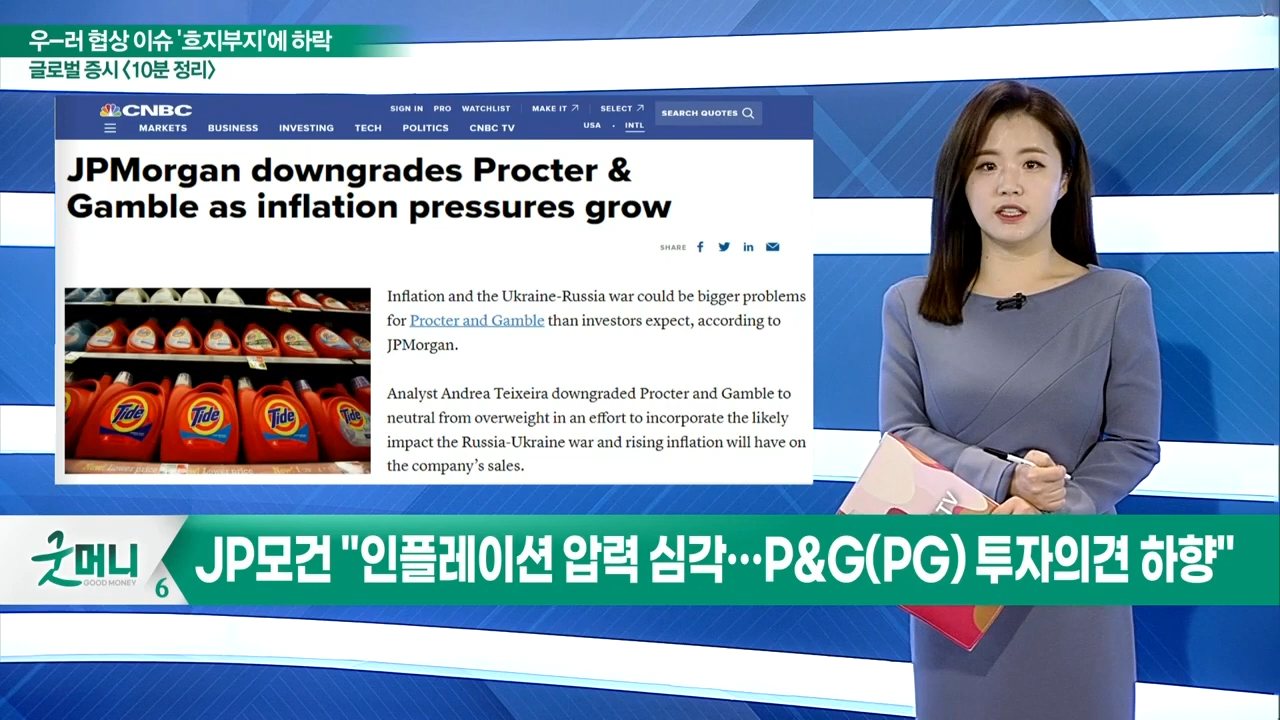 우-러 협상 이슈 '흐지부지'에 하락
글로벌 증시 <10분 정리>
CNBC
SIGN IN PRO WATCHLIST MAKE IT SELECT SEARCH QUOTES
USA · INTL
MARKETS BUSINESS INVESTING TECH POLITICS CNBC TV
JPMorgan downgrades Procter &
Gamble as inflation pressures grow
SHARE
Inflation and the Ukraine-Russia war could be bigger problems
for Procter and Gamble than investors expect, according to
JPMorgan.
Analyst Andrea Teixeira downgraded Procter and Gamble to
neutral from overweight in an effort to incorporate the likely
impact the Russia-Ukraine war and rising inflation will have on
the company's sales.
Tide Tide Tide Tide
TV
굿머니
GOOD MONEY
6
JP모건 "인플레이션 압력 심각…P&G(PG) 투자의견 하향"